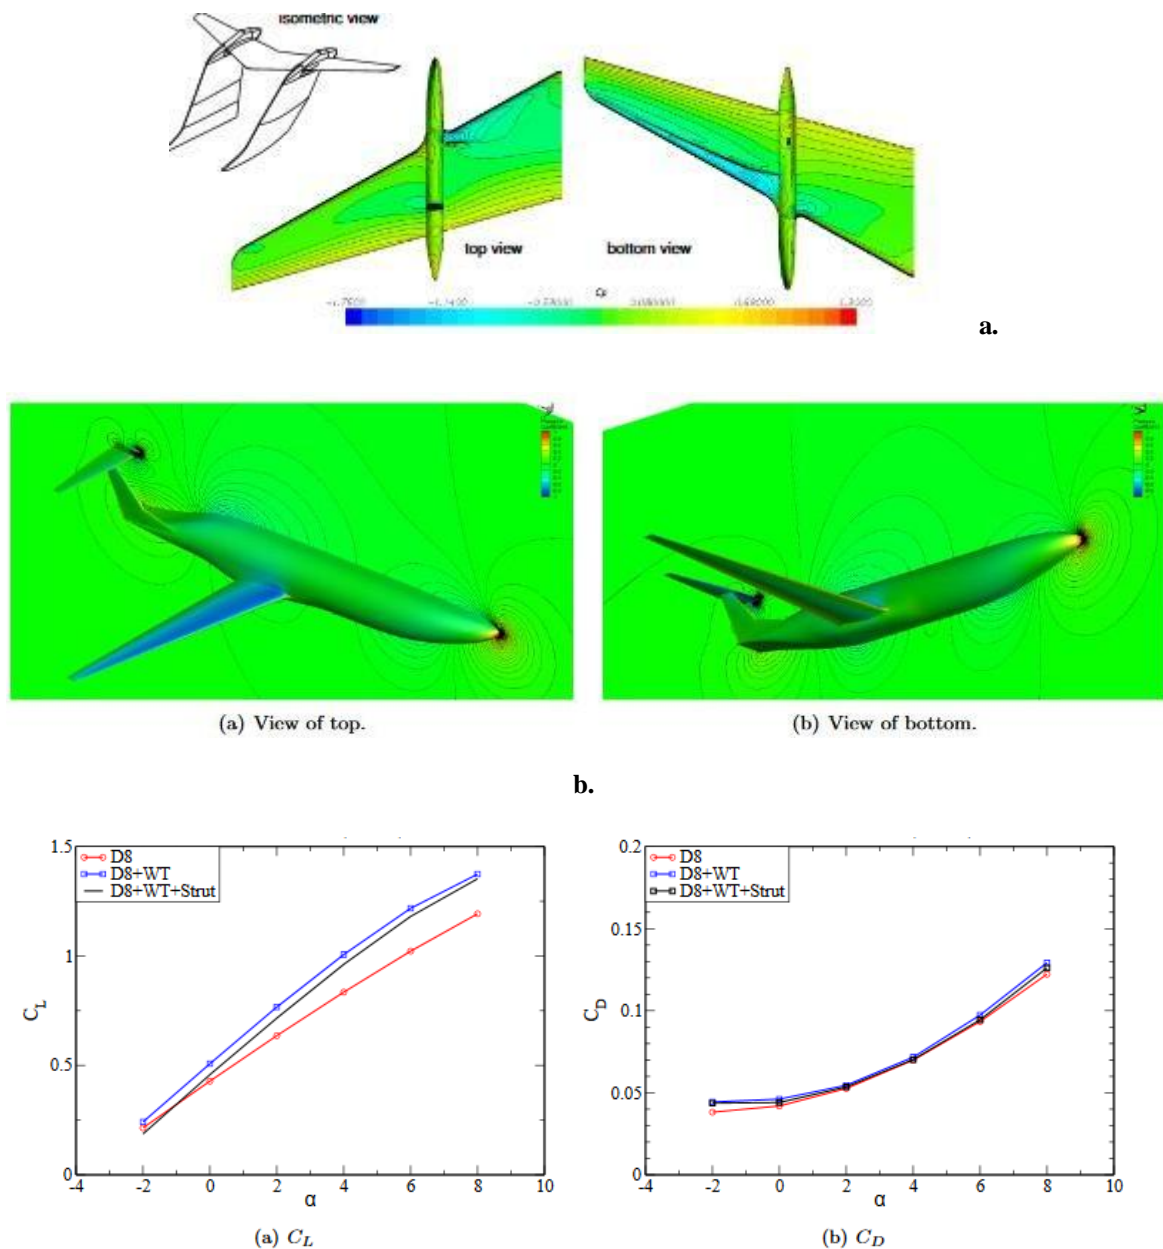 isometric view
top view
bottom view
a.
(a) View of top.
(b) View of bottom.
b.
1.5
1
0.5
0
C_L
D8
D8+WT
D8+WT+Strut
-4 -2 0 2 4 6 8 10
α
(a) C_L
0.2
0.15
0.1
0.05
0
C_D
D8
D8+WT
D8+WT+Strut
-4 -2 0 2 4 6 8 10
α
(b) C_D